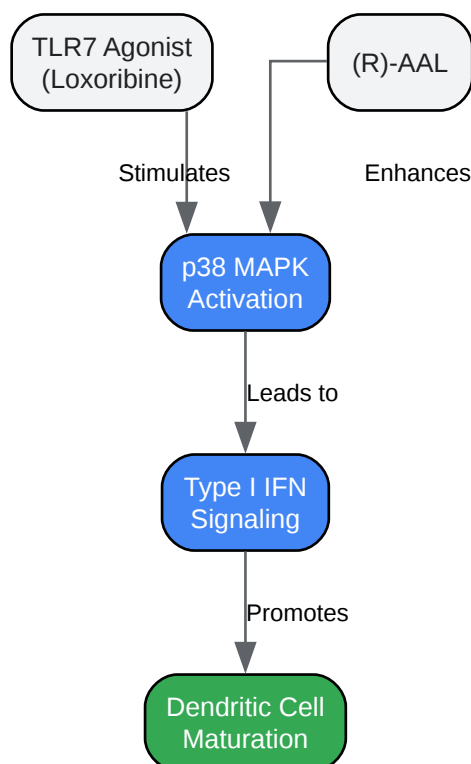 TLR7 Agonist
(Loxoribine)
(R)-AAL
Stimulates
Enhances
p38 MAPK
Activation
Leads to
Type I IFN
Signaling
Promotes
Dendritic Cell
Maturation